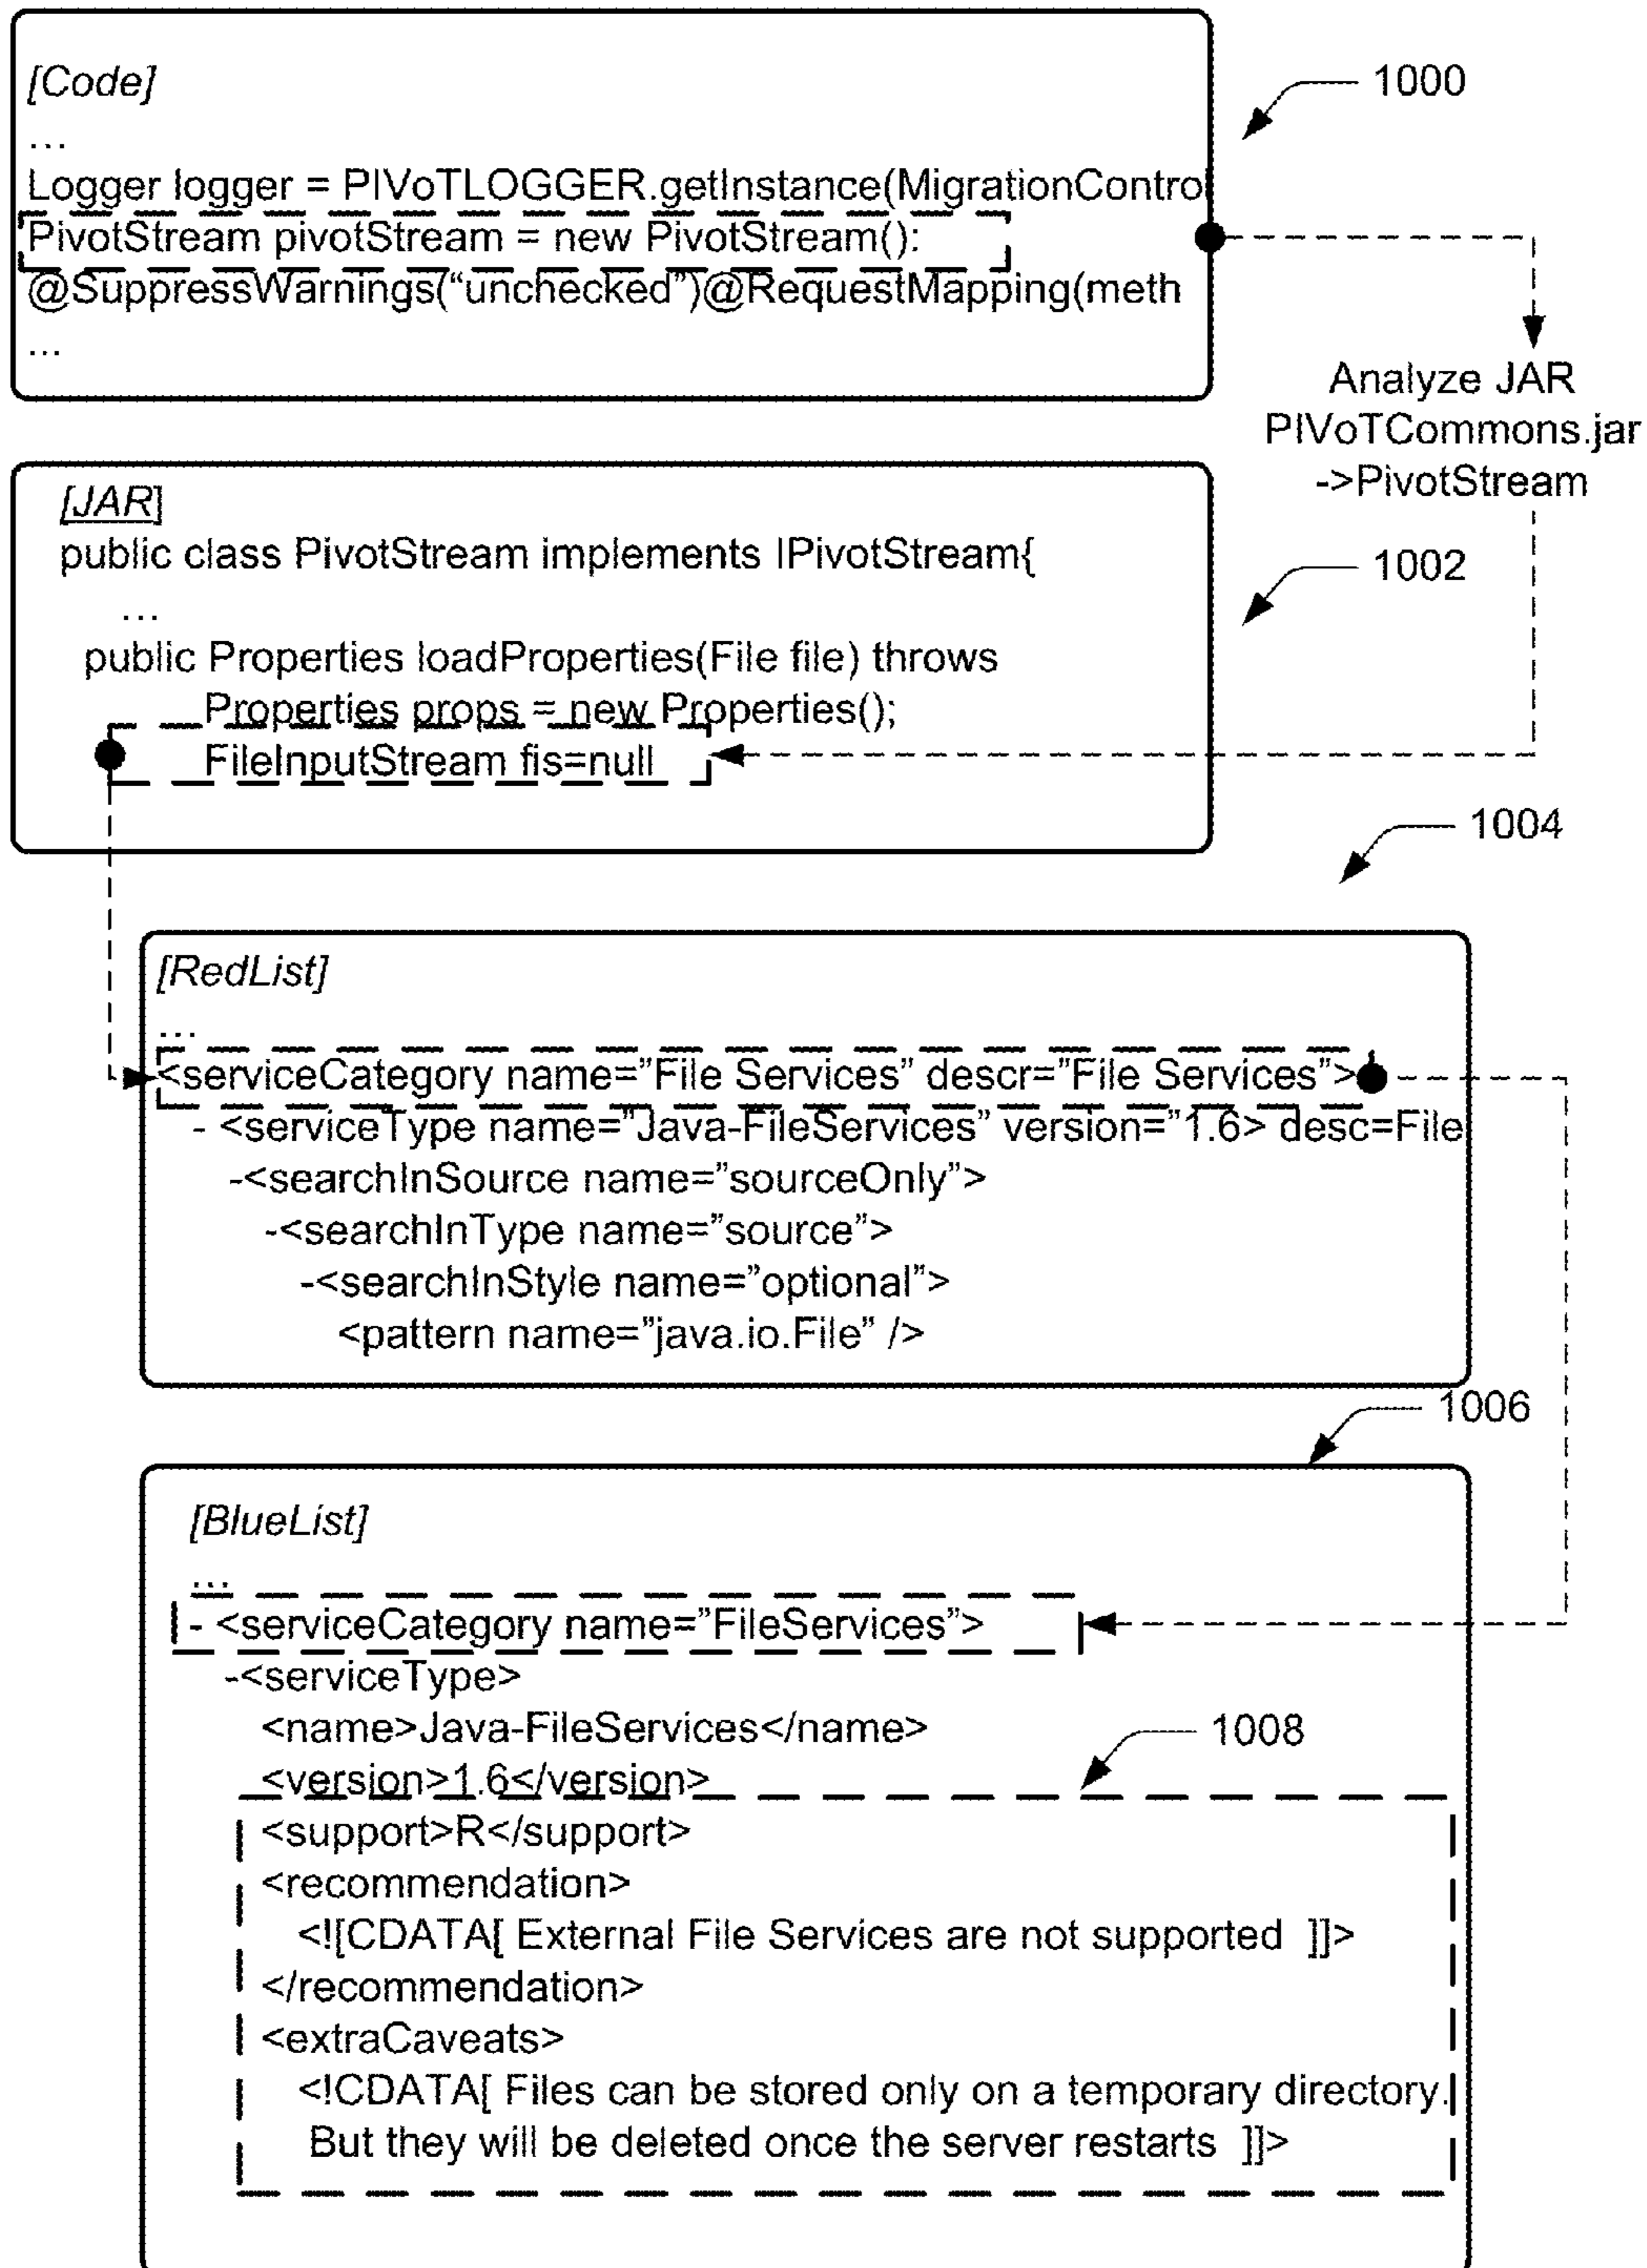 [Code]
1000
...
Logger logger = PIVoTLOGGER.getInstance(MigrationControl
PivotStream pivotStream = new PivotStream():
@SuppressWarnings(“unchecked”)@RequestMapping(meth
...
Analyze JAR
PIVoTCommons.jar
->PivotStream
[JAR]
public class PivotStream implements IPivotStream{
1002
...
public Properties loadProperties(File file) throws
Properties props = new Properties();
FileInputStream fis=null
1004
[RedList]
...
<serviceCategory name=”File Services” descr=”File Services”>
- <serviceType name=”Java-FileServices” version=”1.6> desc=File
-<searchInSource name=”sourceOnly”>
-<searchInType name=”source”>
-<searchInStyle name=”optional”>
<pattern name=”java.io.File” />
1006
[BlueList]
...
- <serviceCategory name=”FileServices”>
-<serviceType>
<name>Java-FileServices</name>
1008
<version>1.6</version>
<support>R</support>
<recommendation>
<![CDATA[ External File Services are not supported ]]>
</recommendation>
<extraCaveats>
<!CDATA[ Files can be stored only on a temporary directory.
But they will be deleted once the server restarts ]]>